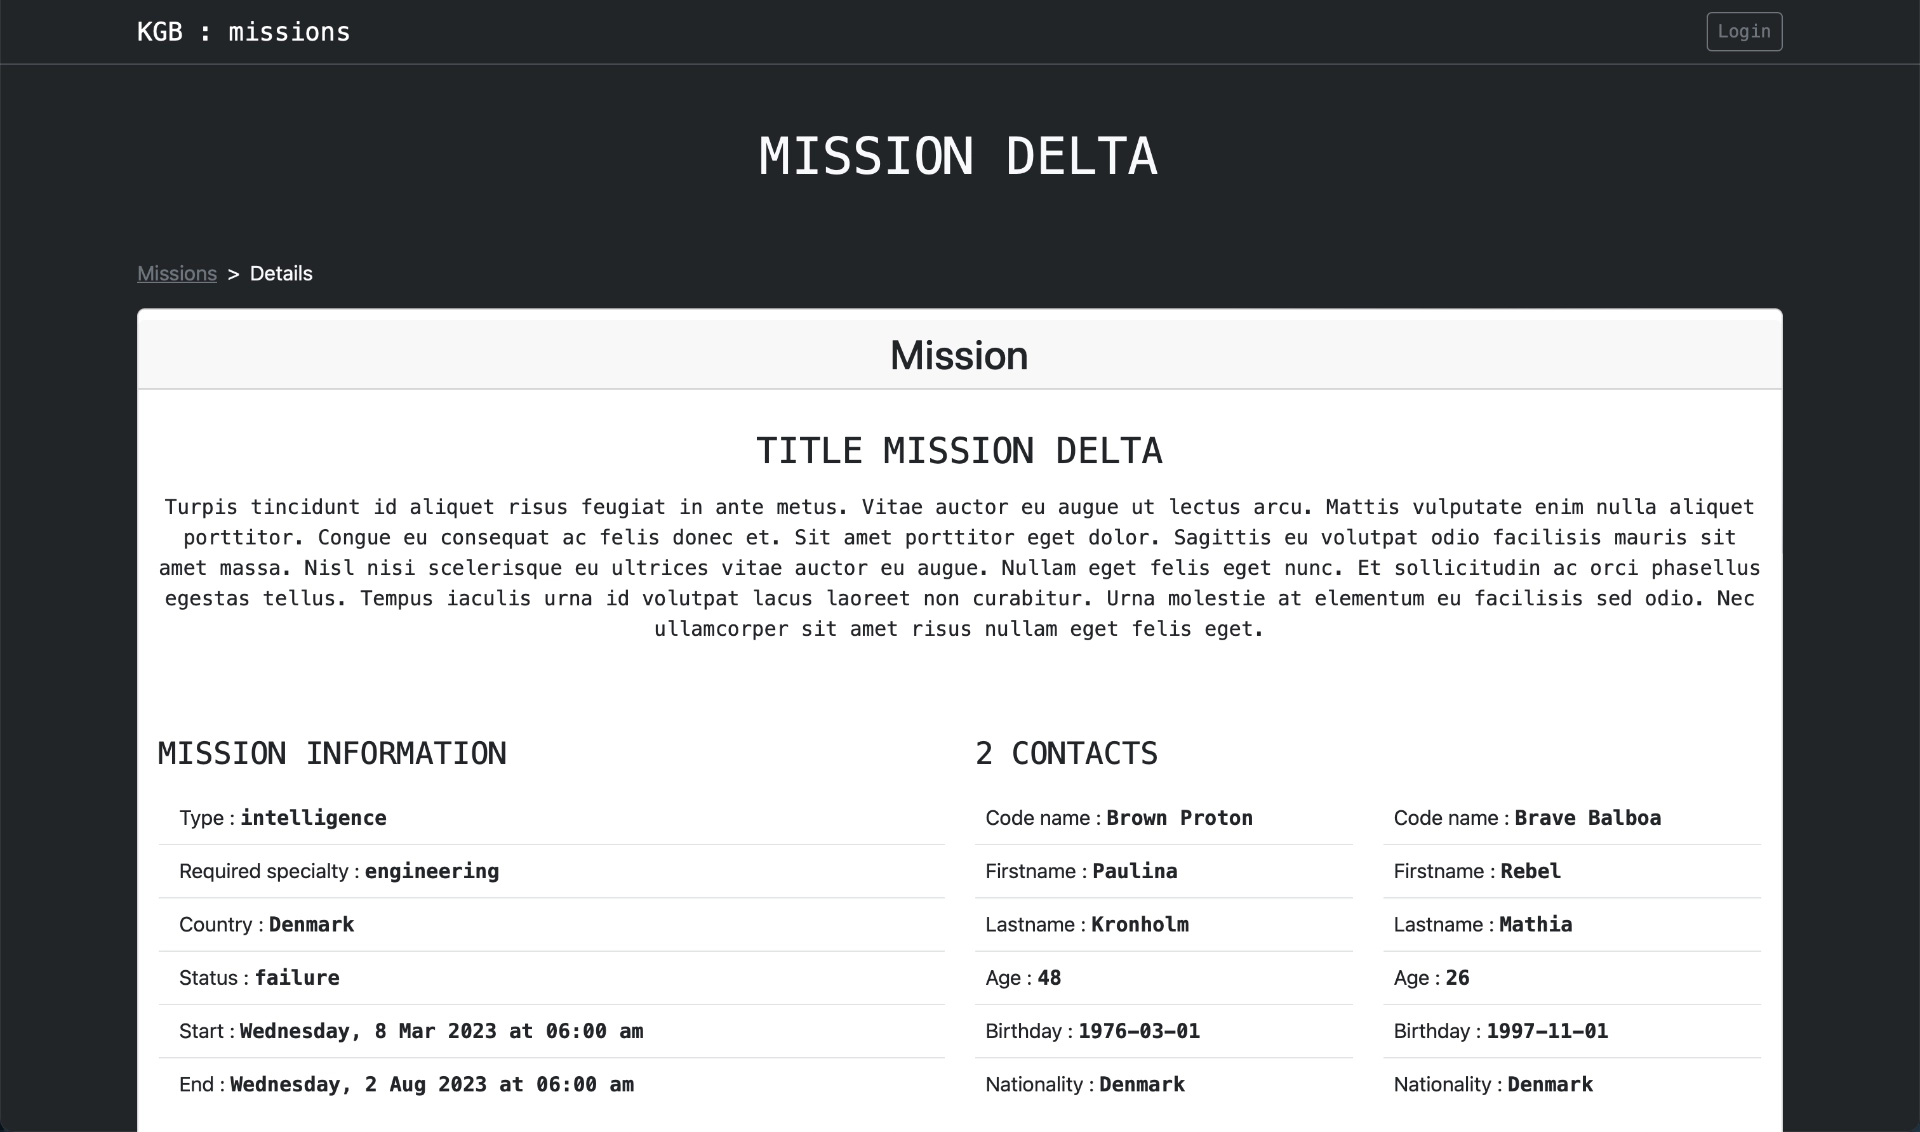 KGB : missions
Login
MISSION DELTA
Missions > Details
Mission
TITLE MISSION DELTA
Turpis tincidunt id aliquet risus feugiat in ante metus. Vitae auctor eu augue ut lectus arcu. Mattis vulputate enim nulla aliquet
porttitor. Congue eu consequat ac felis donec et. Sit amet porttitor eget dolor. Sagittis eu volutpat odio facilisis mauris sit
amet massa. Nisl nisi scelerisque eu ultrices vitae auctor eu augue. Nullam eget felis eget nunc. Et sollicitudin ac orci phasellus
egestas tellus. Tempus iaculis urna id volutpat lacus laoreet non curabitur. Urna molestie at elementum eu facilisis sed odio. Nec
ullamcorper sit amet risus nullam eget felis eget.
MISSION INFORMATION
Type : intelligence
Required specialty : engineering
Country : Denmark
Status : failure
Start : Wednesday, 8 Mar 2023 at 06:00 am
End : Wednesday, 2 Aug 2023 at 06:00 am
2 CONTACTS
Code name : Brown Proton
Firstname : Paulina
Lastname : Kronholm
Age : 48
Birthday : 1976-03-01
Nationality : Denmark
Code name : Brave Balboa
Firstname : Rebel
Lastname : Mathia
Age : 26
Birthday : 1997-11-01
Nationality : Denmark